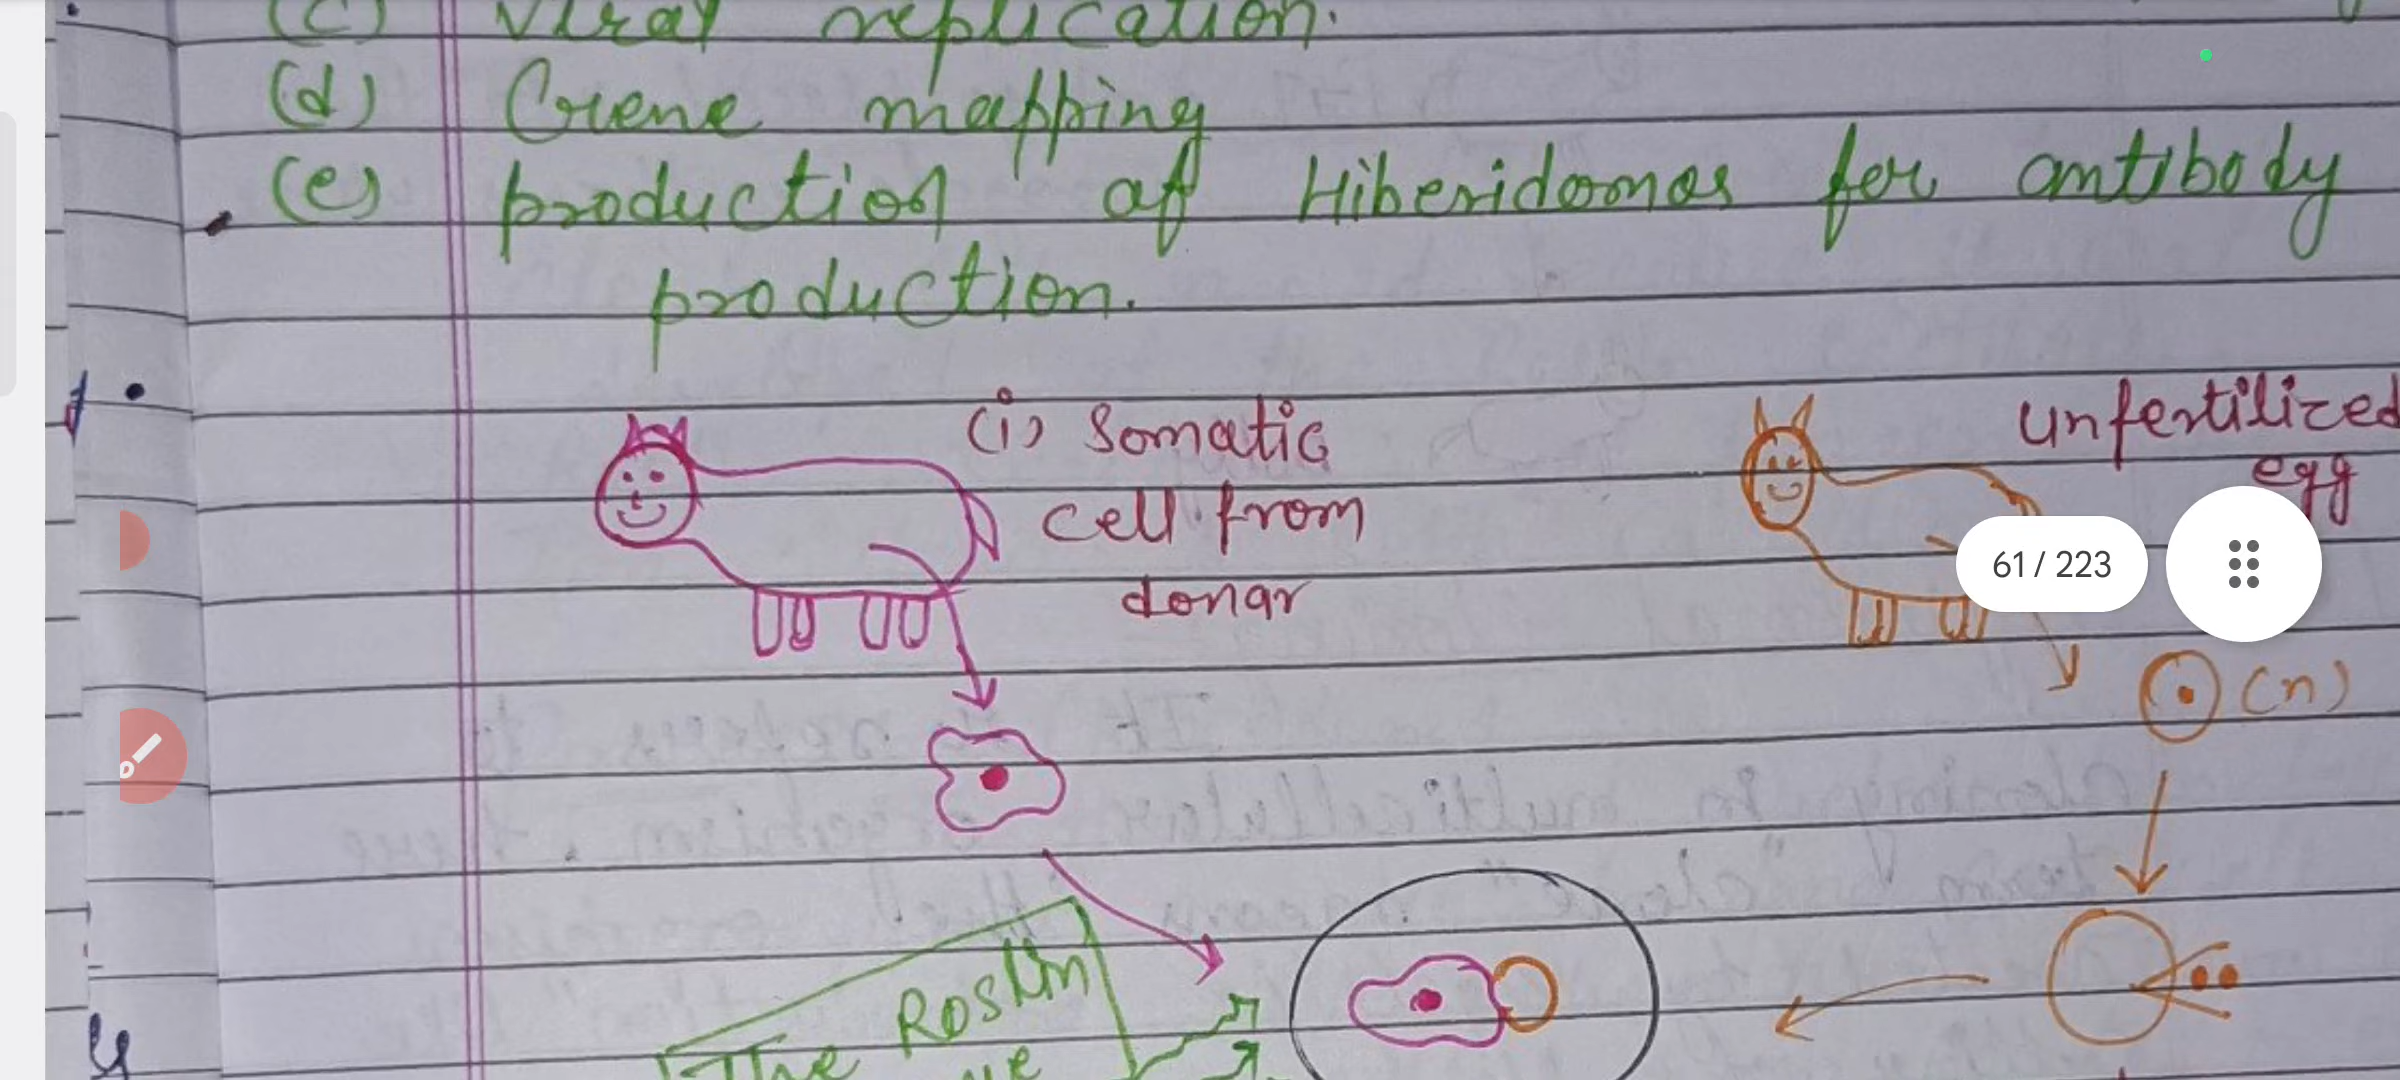 (c) viral replication.
(d) Gene mapping
(e) production of Hiberidomas for antibody
production.
(i) Somatic
cell from
donar
unfertilized
egg
61 / 223
(n)
The Roslin